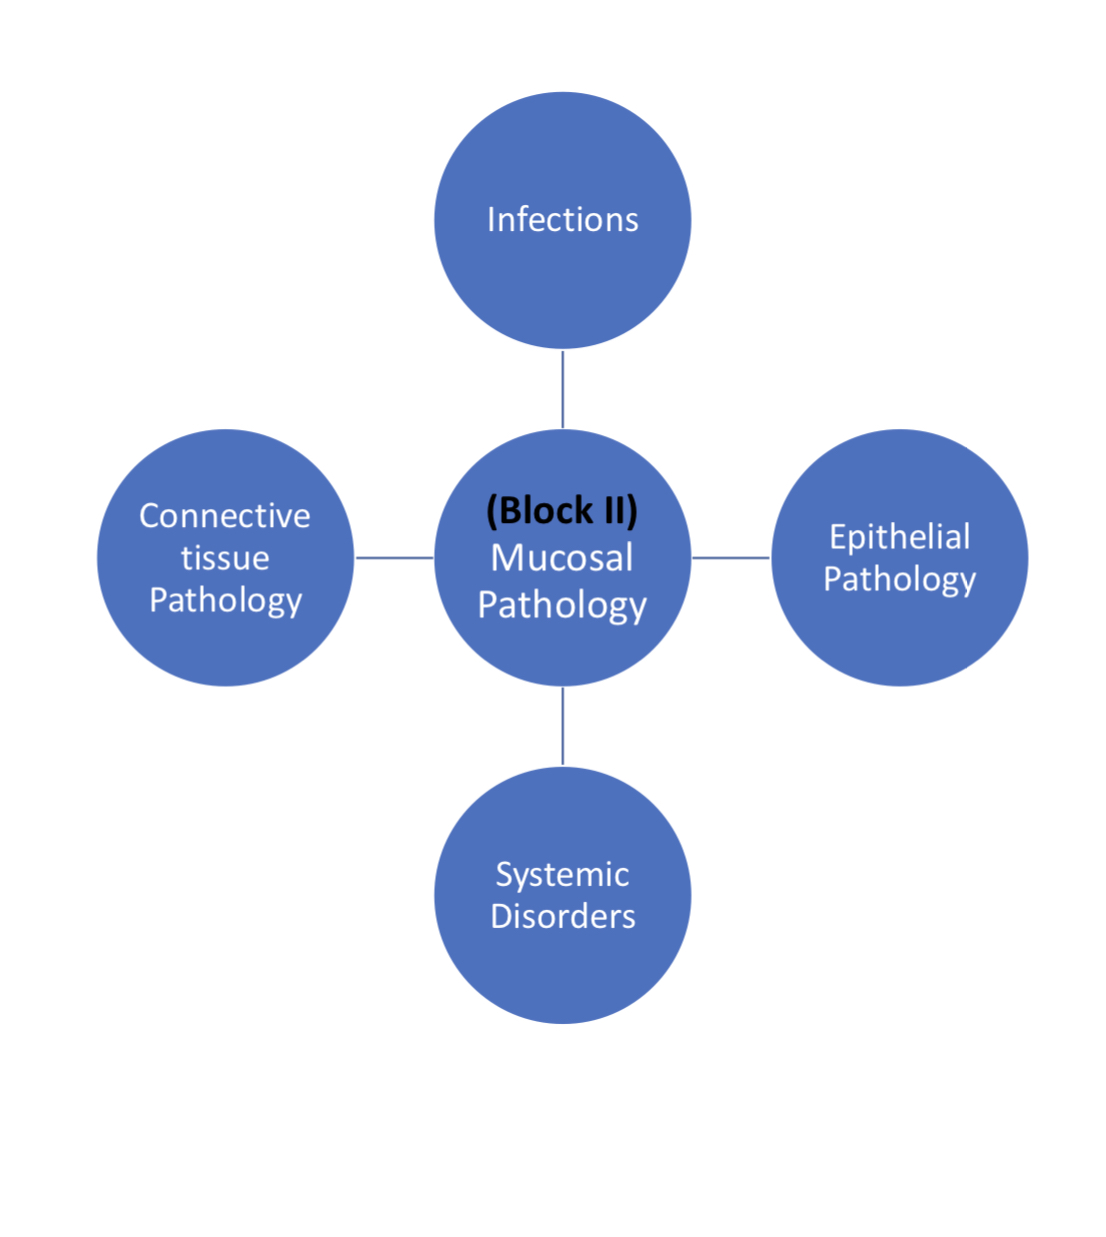 Infections
Connective
tissue
Pathology
(Block II)
Mucosal
Pathology
Epithelial
Pathology
Systemic
Disorders